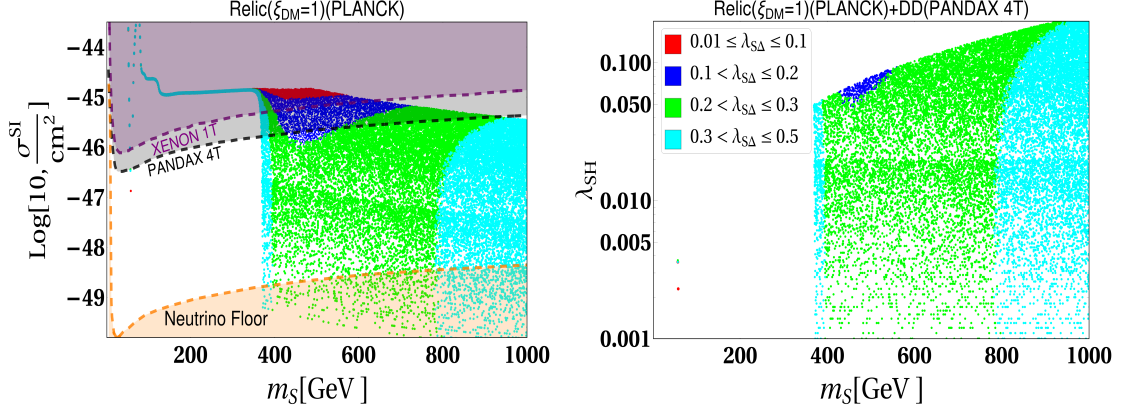 Relic(ξDM=1)(PLANCK)
Log[10, σ^SI/cm²]
−44
−45
−46
−47
−48
−49
XENON 1T
PANDAX 4T
Neutrino Floor
200 400 600 800 1000
mS[GeV]
Relic(ξDM=1)(PLANCK)+DD(PANDAX 4T)
λSH
0.100
0.050
0.010
0.005
0.001
0.01 ≤ λSΔ ≤ 0.1
0.1 < λSΔ ≤ 0.2
0.2 < λSΔ ≤ 0.3
0.3 < λSΔ ≤ 0.5
200 400 600 800 1000
mS[GeV]